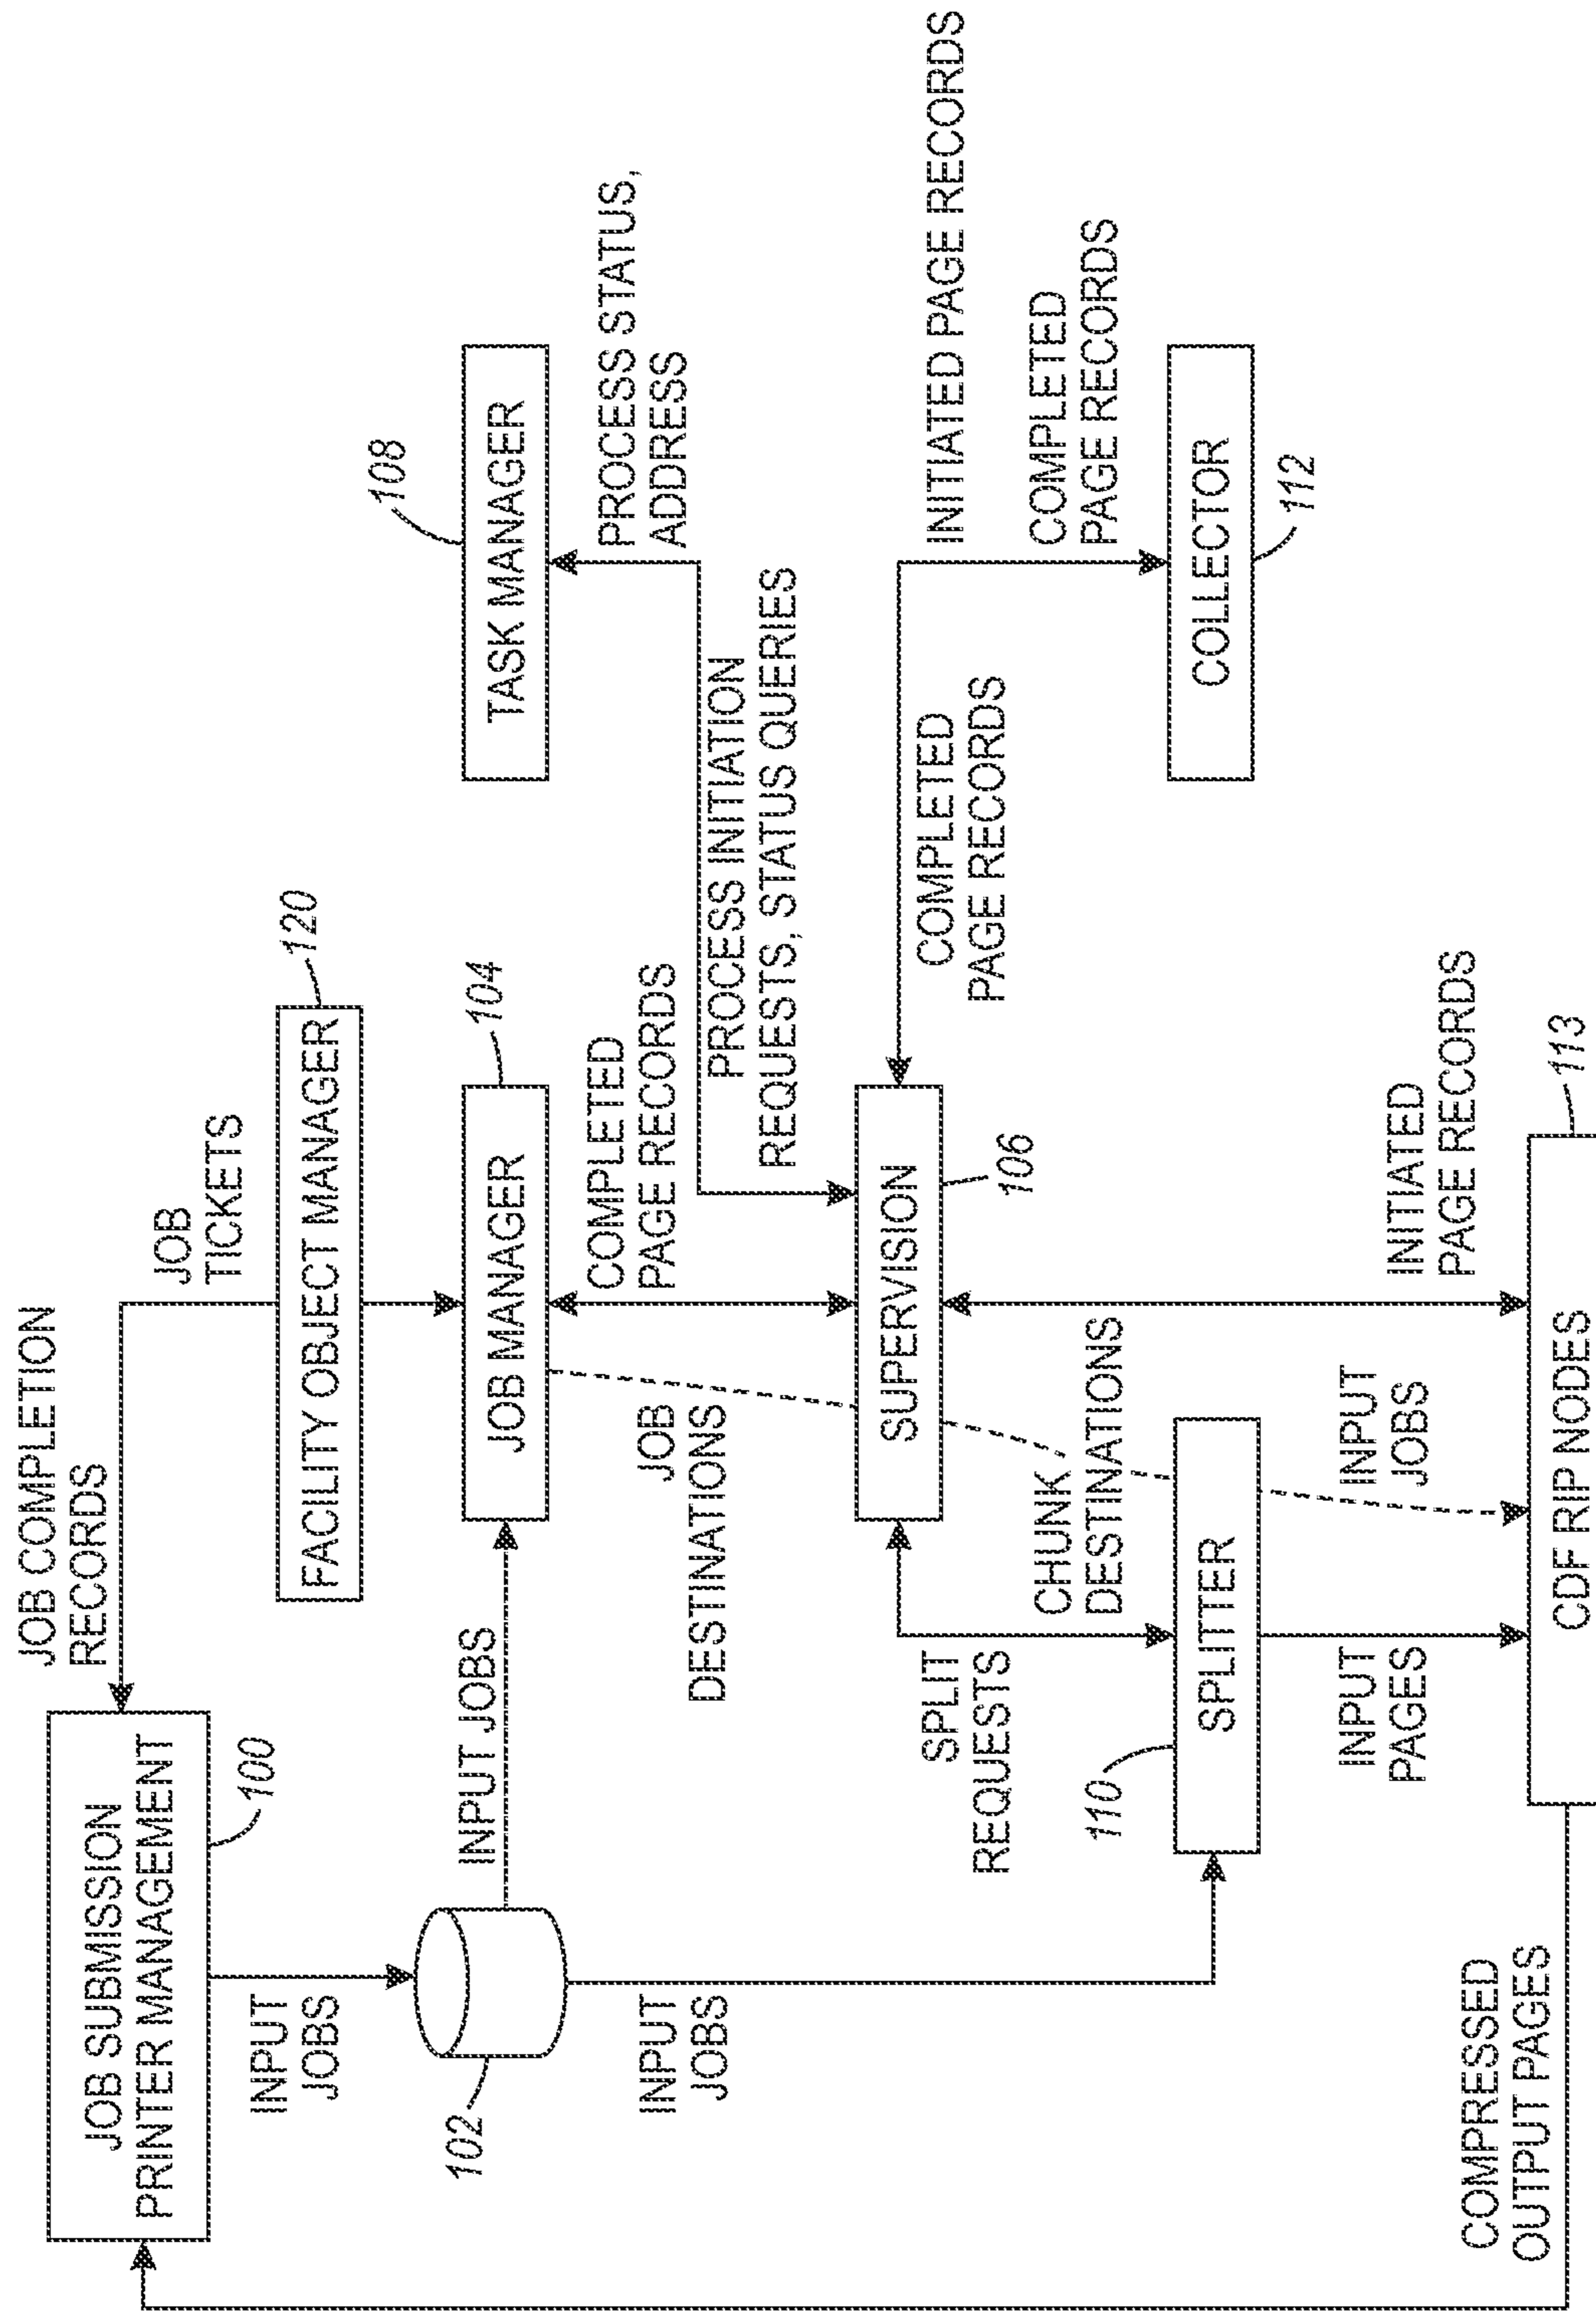 JOB SUBMISSION
PRINTER MANAGEMENT
100
JOB COMPLETION
RECORDS
JOB
TICKETS
INPUT
JOBS
FACILITY OBJECT MANAGER
120
102
INPUT JOBS
JOB MANAGER
104
TASK MANAGER
108
INPUT
JOBS
JOB
DESTINATIONS
COMPLETED
PAGE RECORDS
PROCESS INITIATION
REQUESTS, STATUS QUERIES
PROCESS STATUS,
ADDRESS
SUPERVISION
106
SPLIT
REQUESTS
CHUNK
DESTINATIONS
COMPLETED
PAGE RECORDS
INITIATED PAGE RECORDS
COMPLETED
PAGE RECORDS
110
SPLITTER
COLLECTOR
112
INPUT
PAGES
INPUT
JOBS
INITIATED
PAGE RECORDS
COMPRESSED
OUTPUT PAGES
CDF RIP NODES
113